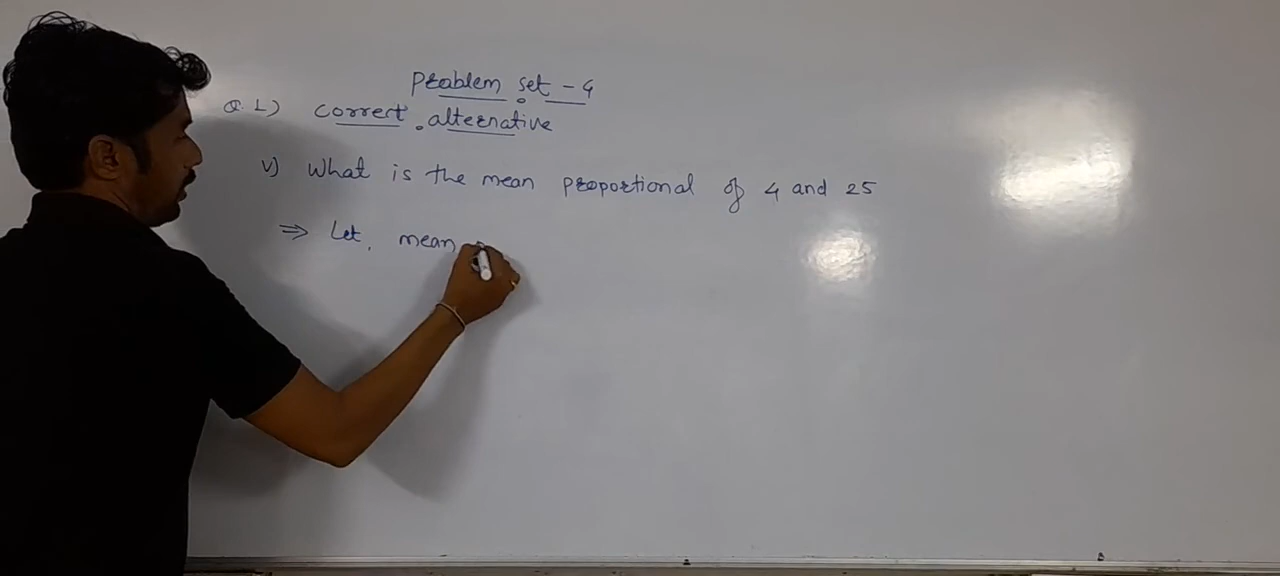 Problem set - 4
Q.1) correct alternative
v) What is the mean proportional of 4 and 25
⇒ Let, mean